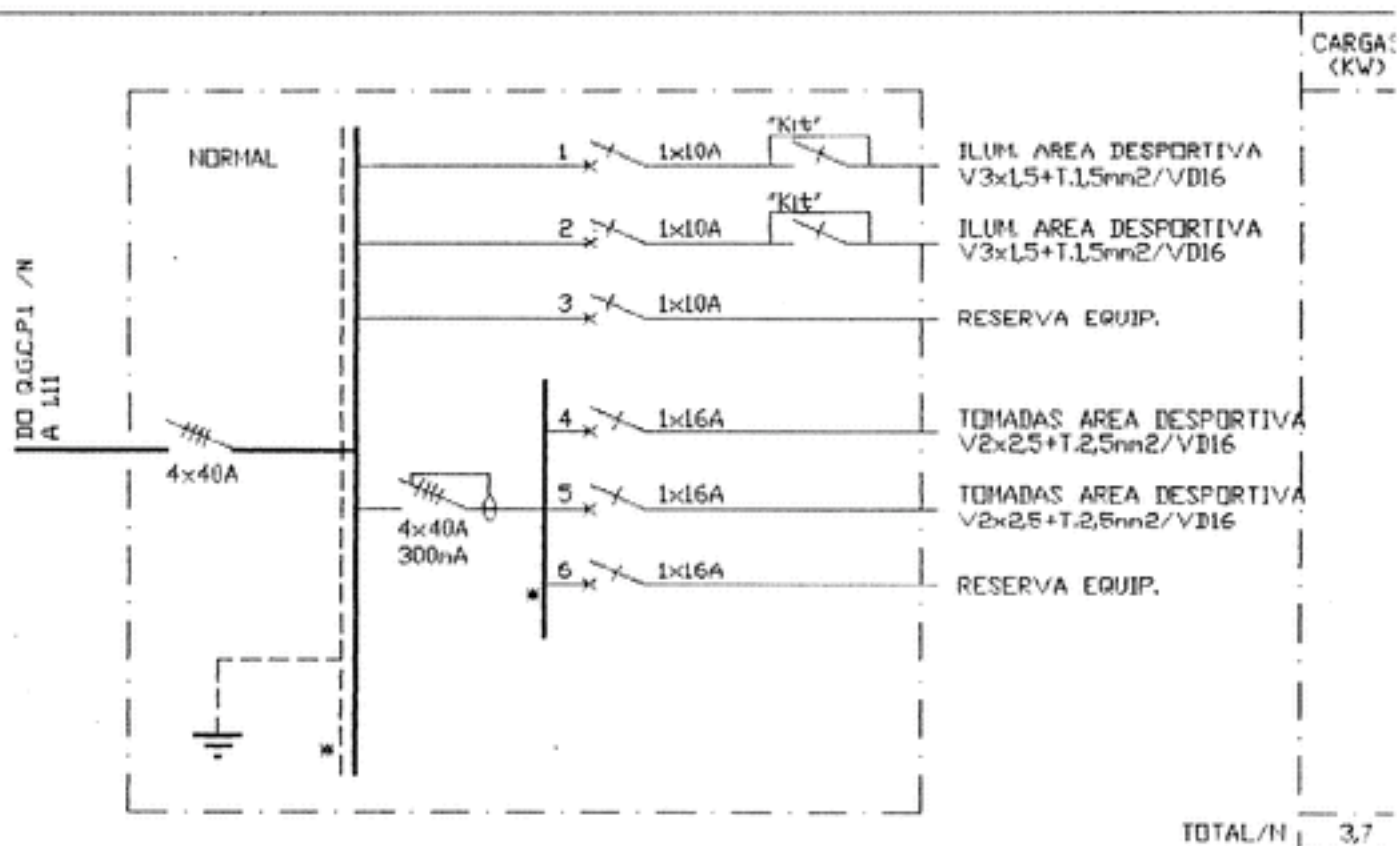 CARGAS
(KW)
NORMAL
1
1x10A
"Kit"
ILUM. AREA DESPORTIVA
V3x1,5+T.1,5mm2/VD16
2
1x10A
"Kit"
ILUM. AREA DESPORTIVA
V3x1,5+T.1,5mm2/VD16
3
1x10A
RESERVA EQUIP.
DO Q.G.C.P1 /N
A 1.11
4x40A
4x40A
300mA
4
1x16A
TOMADAS AREA DESPORTIVA
V2x2,5+T.2,5mm2/VD16
5
1x16A
TOMADAS AREA DESPORTIVA
V2x2,5+T.2,5mm2/VD16
6
1x16A
RESERVA EQUIP.
*
*
TOTAL/N
3,7